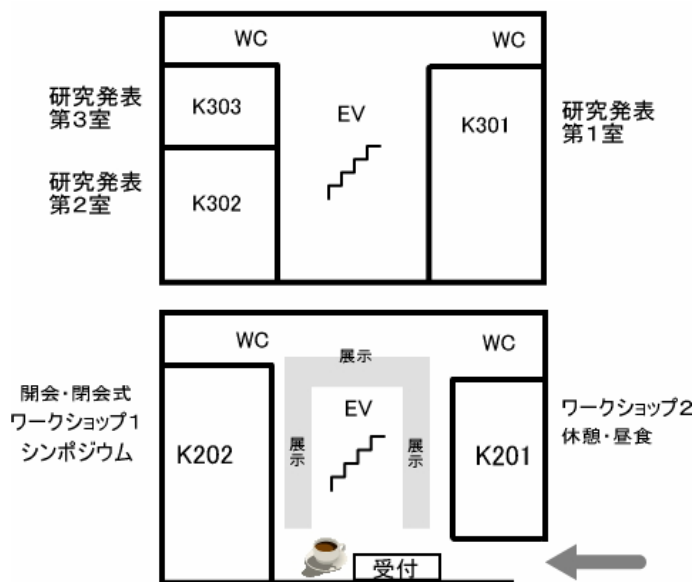 WC
WC
研究発表
第3室
K303
EV
K301
研究発表
第1室
研究発表
第2室
K302
WC
展示
WC
開会・閉会式
ワークショップ1
シンポジウム
K202
展示
EV
展示
K201
ワークショップ2
休憩・昼食
受付